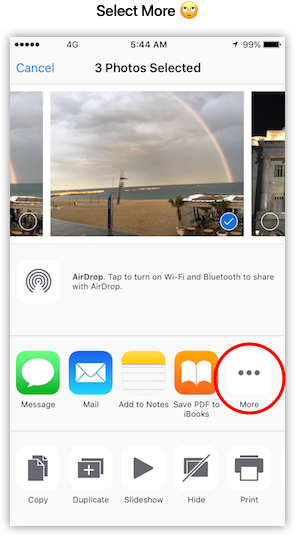 Select More 🙄
4G 5:44 AM 99%
Cancel 3 Photos Selected
AirDrop. Tap to turn on Wi-Fi and Bluetooth to share
with AirDrop.
Message Mail Add to Notes Save PDF to
iBooks More
Copy Duplicate Slideshow Hide Print